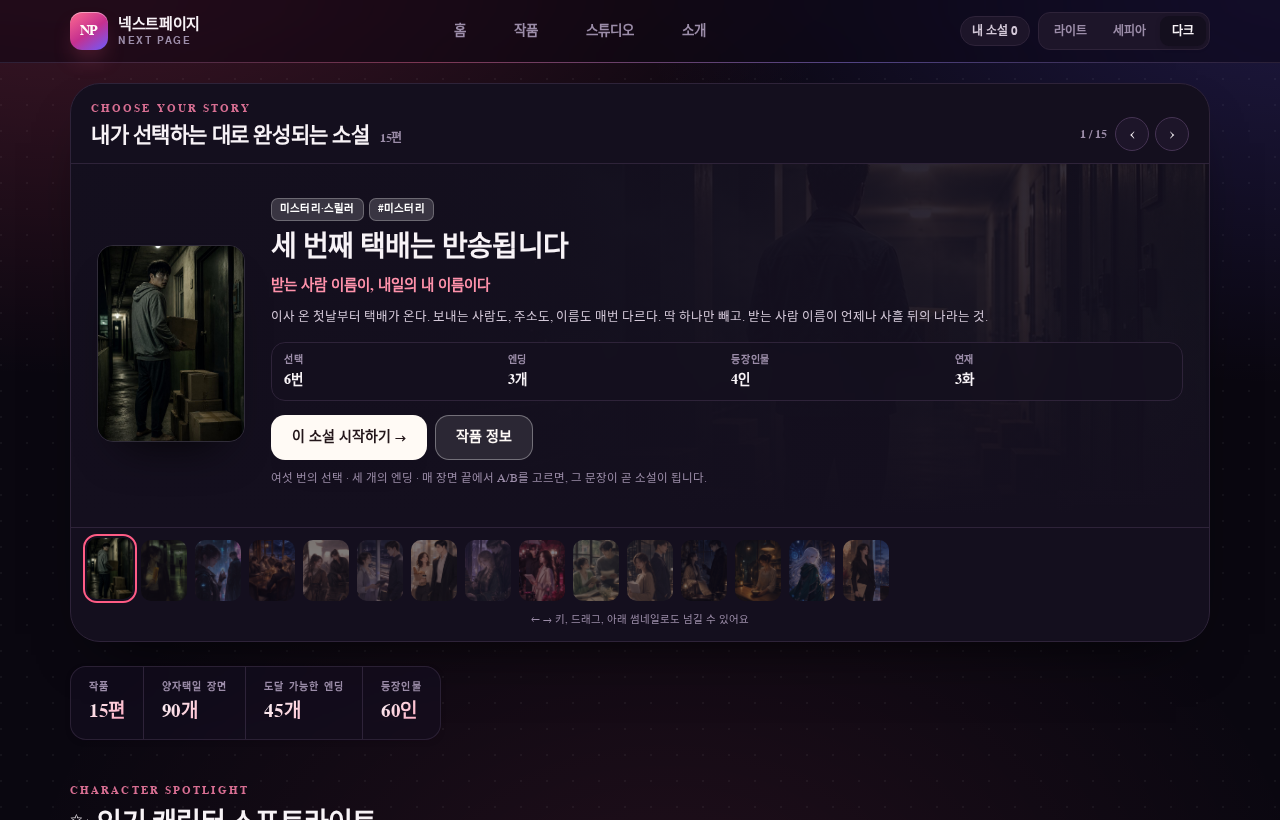 NP 넥스트페이지
NEXT PAGE
홈 작품 스튜디오 소개
내 소설 0 라이트 세피아 다크
CHOOSE YOUR STORY
내가 선택하는 대로 완성되는 소설 15편
1 / 15 ‹ ›
미스터리·스릴러 #미스터리
세 번째 택배는 반송됩니다
받는 사람 이름이, 내일의 내 이름이다
이사 온 첫날부터 택배가 온다. 보내는 사람도, 주소도, 이름도 매번 다르다. 딱 하나만 빼고. 받는 사람 이름이 언제나 사흘 뒤의 나라는 것.
선택 엔딩 등장인물 연재
6번 3개 4인 3화
이 소설 시작하기 → 작품 정보
여섯 번의 선택 · 세 개의 엔딩 · 매 장면 끝에서 A/B를 고르면, 그 문장이 곧 소설이 됩니다.
← → 키, 드래그, 아래 썸네일로도 넘길 수 있어요
작품 양자택일 장면 도달 가능한 엔딩 등장인물
15편 90개 45개 60인
CHARACTER SPOTLIGHT
인기 캐릭터 스포트라이트